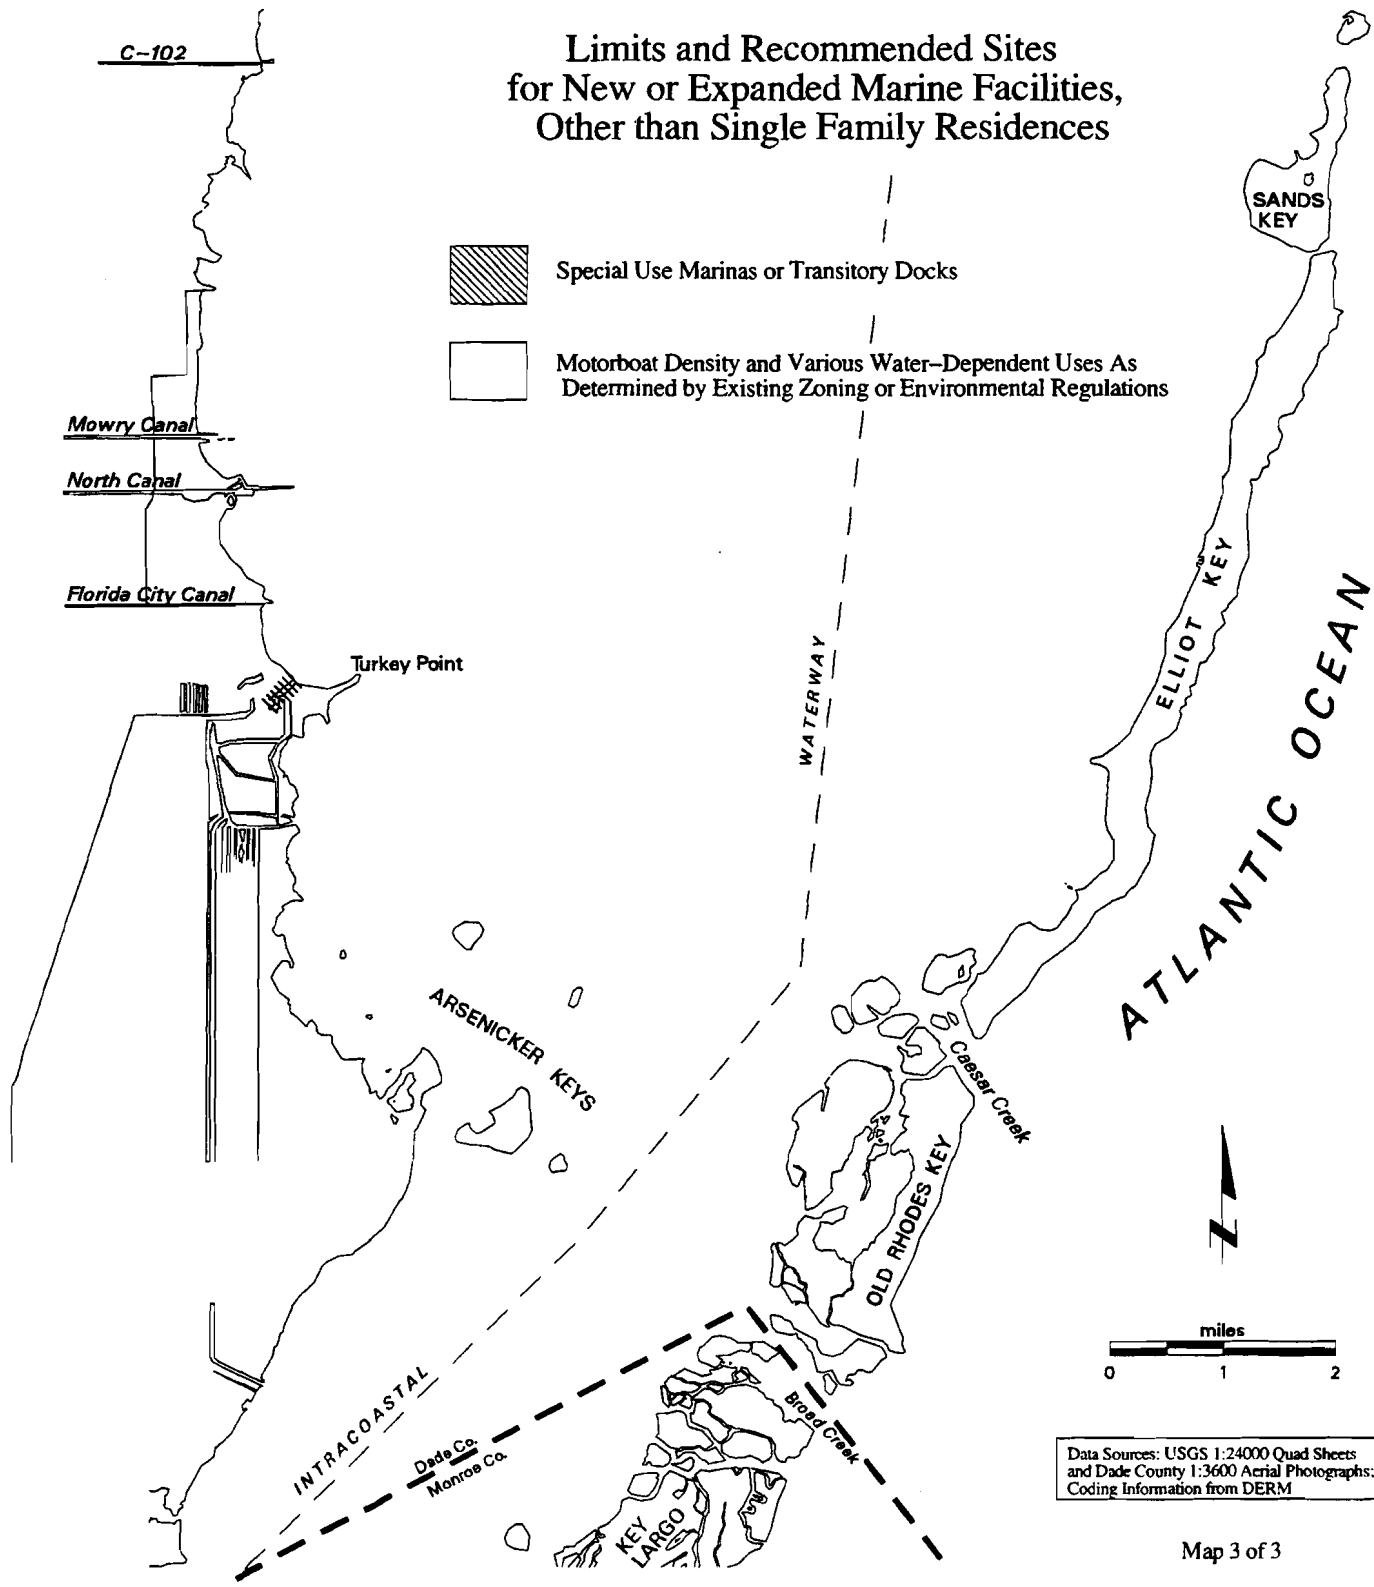 Limits and Recommended Sites
for New or Expanded Marine Facilities,
Other than Single Family Residences
C-102
SANDS
KEY
Special Use Marinas or Transitory Docks
Motorboat Density and Various Water-Dependent Uses As
Determined by Existing Zoning or Environmental Regulations
Mowry Canal
North Canal
Florida City Canal
Turkey Point
WATERWAY
ELLIOT KEY
ATLANTIC OCEAN
ARSENICKER KEYS
Caesar Creek
OLD RHODES KEY
miles
0 1 2
INTRACOASTAL
Dade Co.
Monroe Co.
Broad Creek
KEY
LARGO
Data Sources: USGS 1:24000 Quad Sheets
and Dade County 1:3600 Aerial Photographs;
Coding Information from DERM
Map 3 of 3